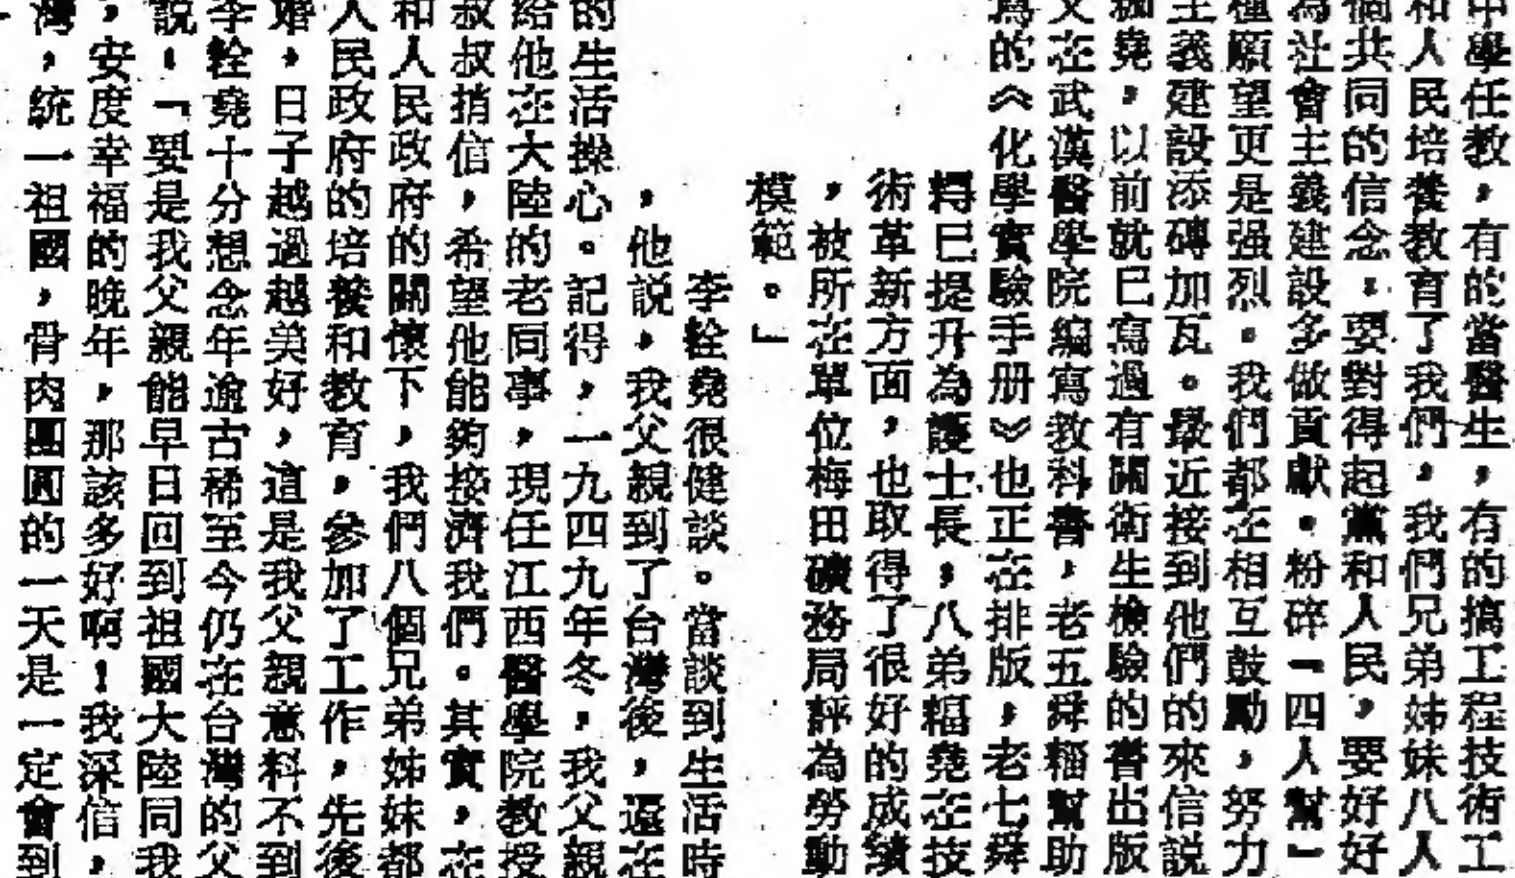 中學任教,有的當醫生,有的搞工程技術工
和人民培養教育了我們,我們兄弟姊妹八人
個共同的信念:要對得起黨和人民,要好好
為社會主義建設多做貢獻。粉碎「四人幫」
種願望更是强烈。我們都在相互鼓勵,努力
主義建設添磚加瓦。最近接到他們的來信説
堯,以前就已寫過有關衛生檢驗的書出版
又在武漢醫學院編寫教科書,老五舜輻幫助
寫的《化學實驗手册》也正在排版,老七舜
得已提升為護士長,八弟輻堯在技
術革新方面,也取得了很好的成績
,被所在單位梅田礦務局評為勞動
模範。」
李銓堯很健談。當談到生活時
,他説,我父親到了台灣後,還在
的生活操心。記得,一九四九年冬,我父親
給他在大陸的老同事,現任江西醫學院教授
叔叔捎信,希望他能夠接濟我們。其實,在
和人民政府的關懷下,我們八個兄弟姊妹都
人民政府的培養和教育,參加了工作,先後
婚,日子越過越美好,這是我父親意料不到
李銓堯十分想念年逾古稀至今仍在台灣的父
説:「要是我父親能早日回到祖國大陸同我
,安度幸福的晚年,那該多好啊!我深信,
灣,統一祖國,骨肉團圓的一天是一定會到